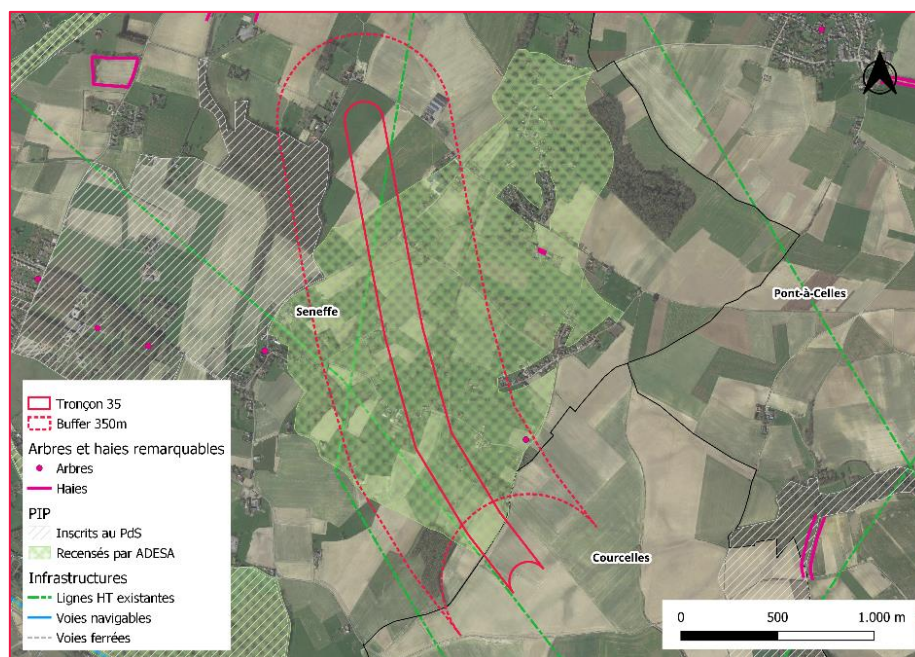 Seneffe
Pont-à-Celles
Courcelles
Tronçon 35
Buffer 350m
Arbres et haies remarquables
Arbres
Haies
PIP
Inscrits au PdS
Recensés par ADESA
Infrastructures
Lignes HT existantes
Voies navigables
Voies ferrées
0 500 1.000 m